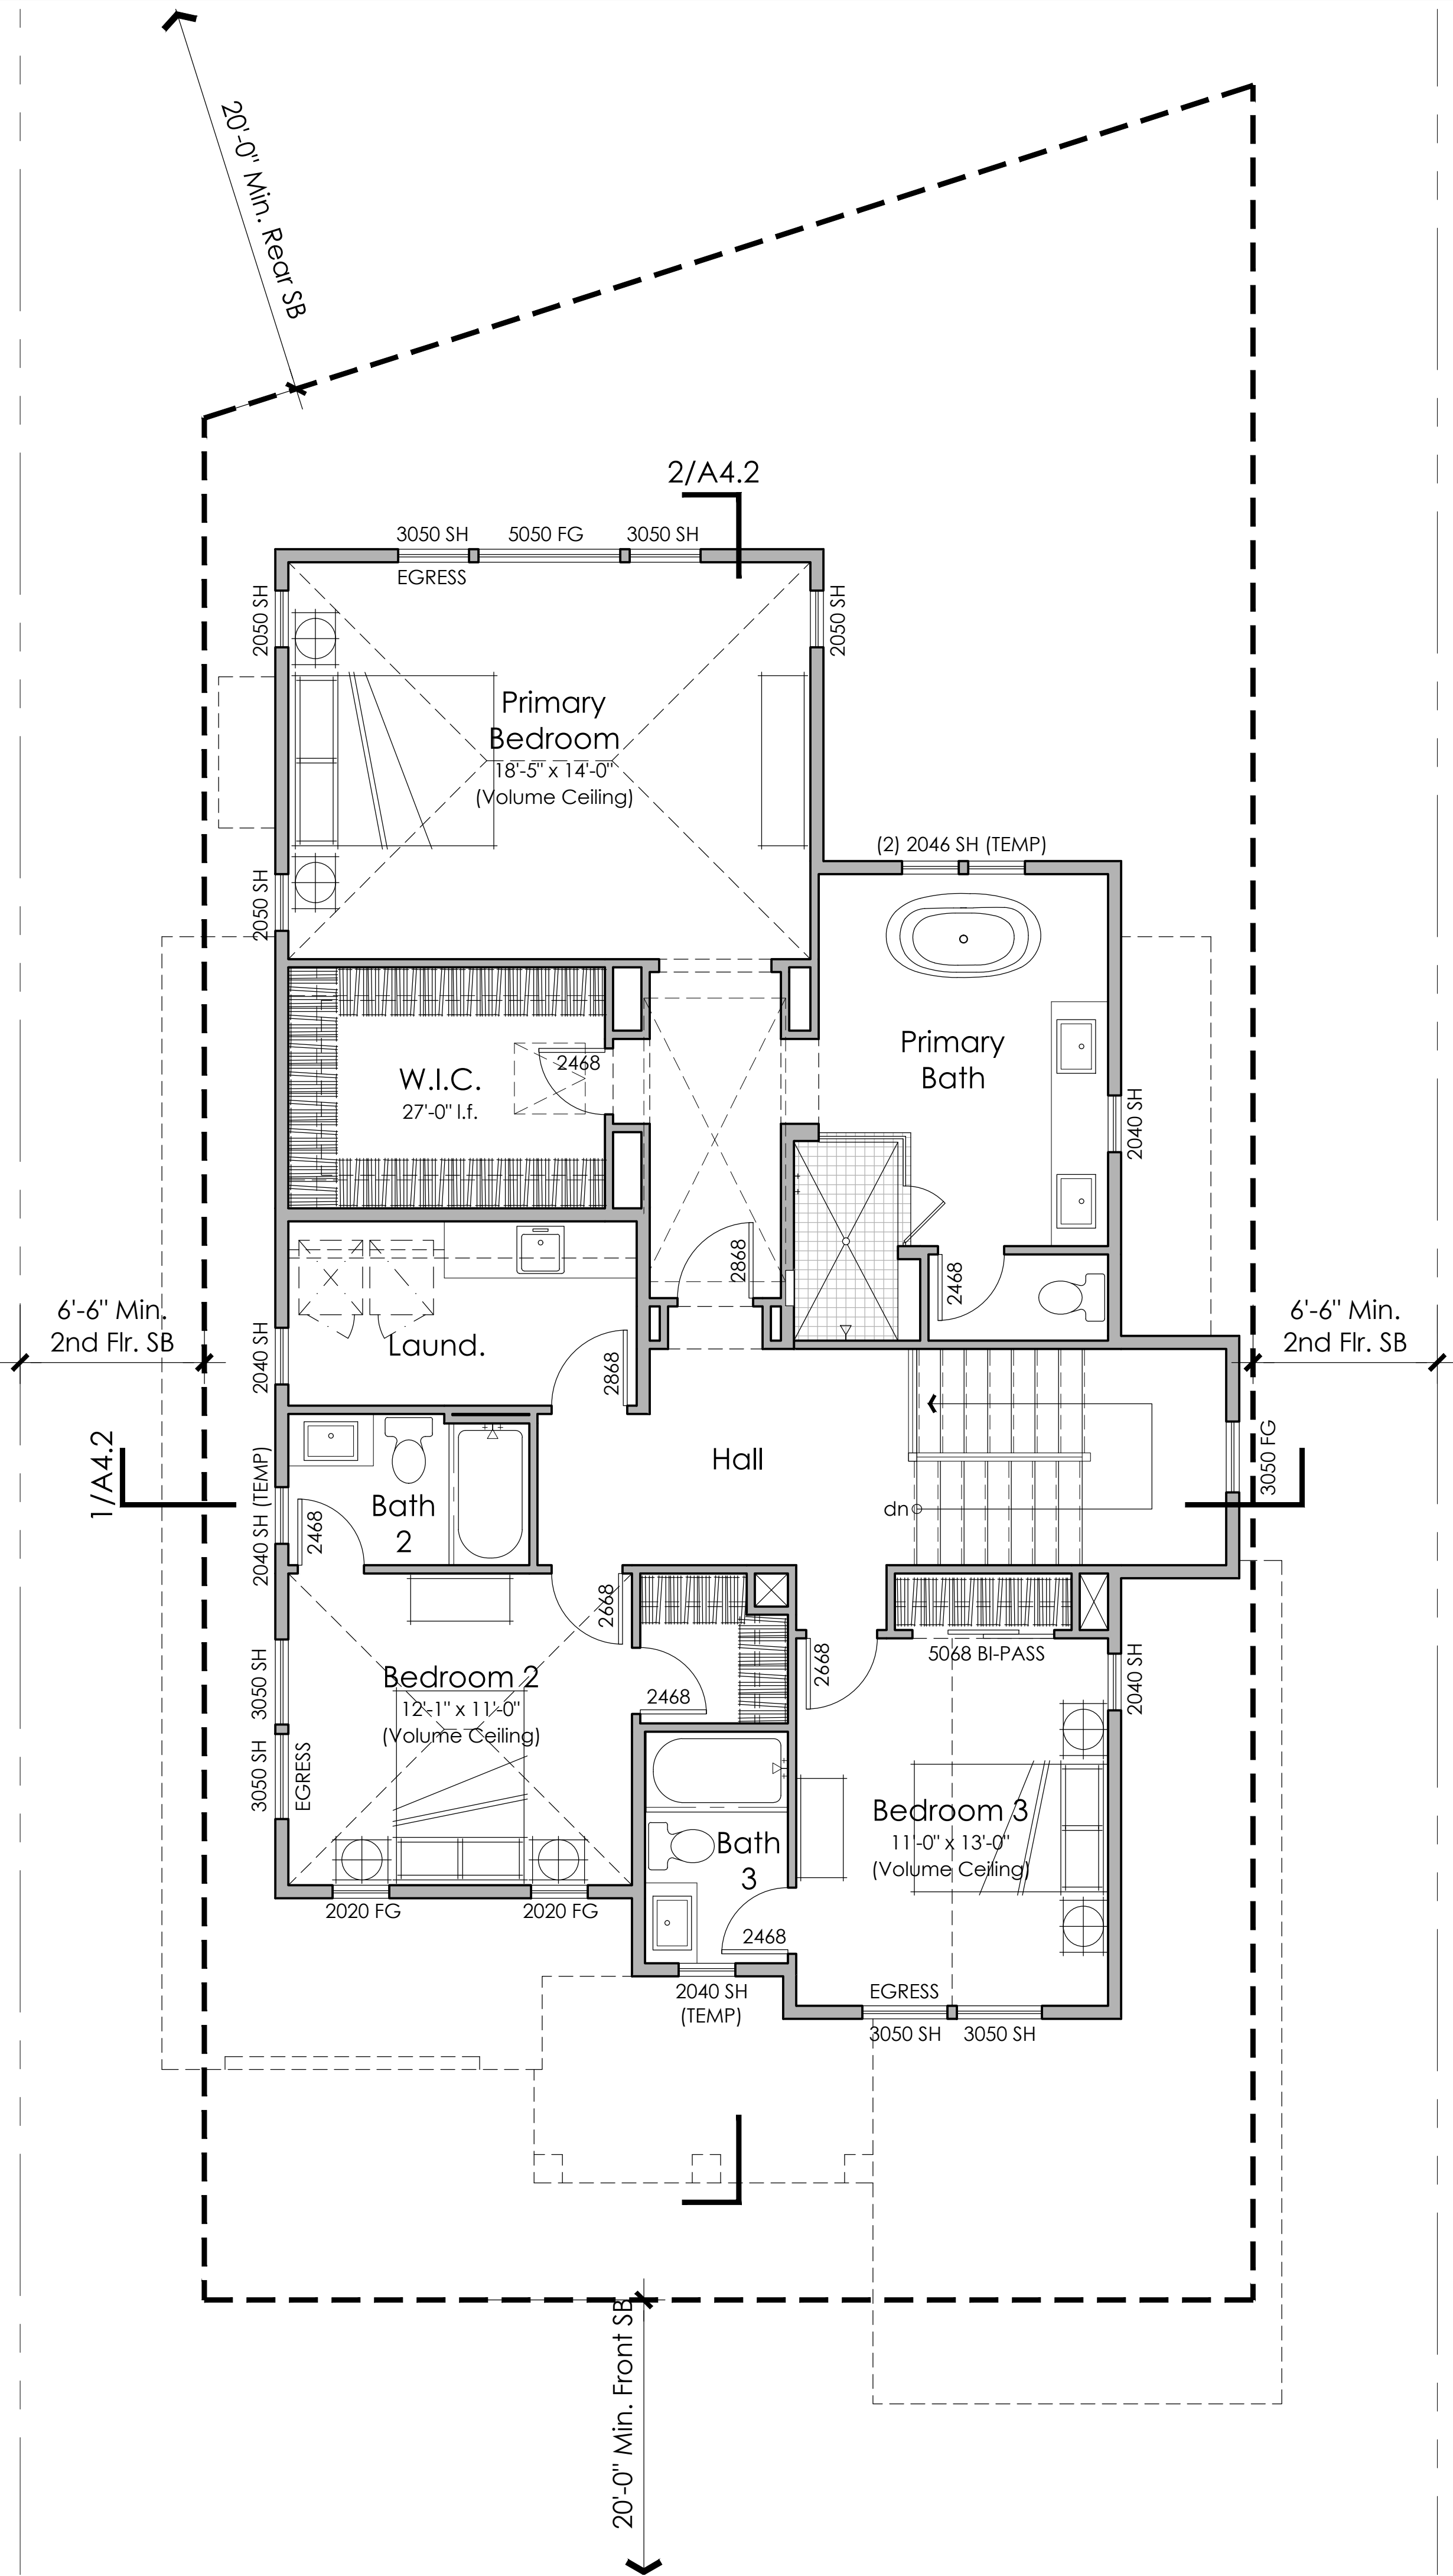 20'-0" Min. Rear SB
2/A4.2
3050 SH
5050 FG
3050 SH
EGRESS
2050 SH
2050 SH
Primary
Bedroom
18'-5" x 14'-0"
(Volume Ceiling)
2050 SH
(2) 2046 SH (TEMP)
W.I.C.
27'-0" l.f.
2468
Primary
Bath
2040 SH
2868
2468
6'-6" Min.
2nd Flr. SB
6'-6" Min.
2nd Flr. SB
2040 SH
Laund.
2868
1/A4.2
Hall
3050 FG
2040 SH (TEMP)
2468
Bath
2
dn
2668
2668
5068 BI-PASS
2040 SH
3050 SH
Bedroom 2
12'-1" x 11'-0"
(Volume Ceiling)
2468
3050 SH
EGRESS
Bath
3
2468
Bedroom 3
11'-0" x 13'-0"
(Volume Ceiling)
2020 FG
2020 FG
2040 SH
(TEMP)
EGRESS
3050 SH
3050 SH
20'-0" Min. Front SB